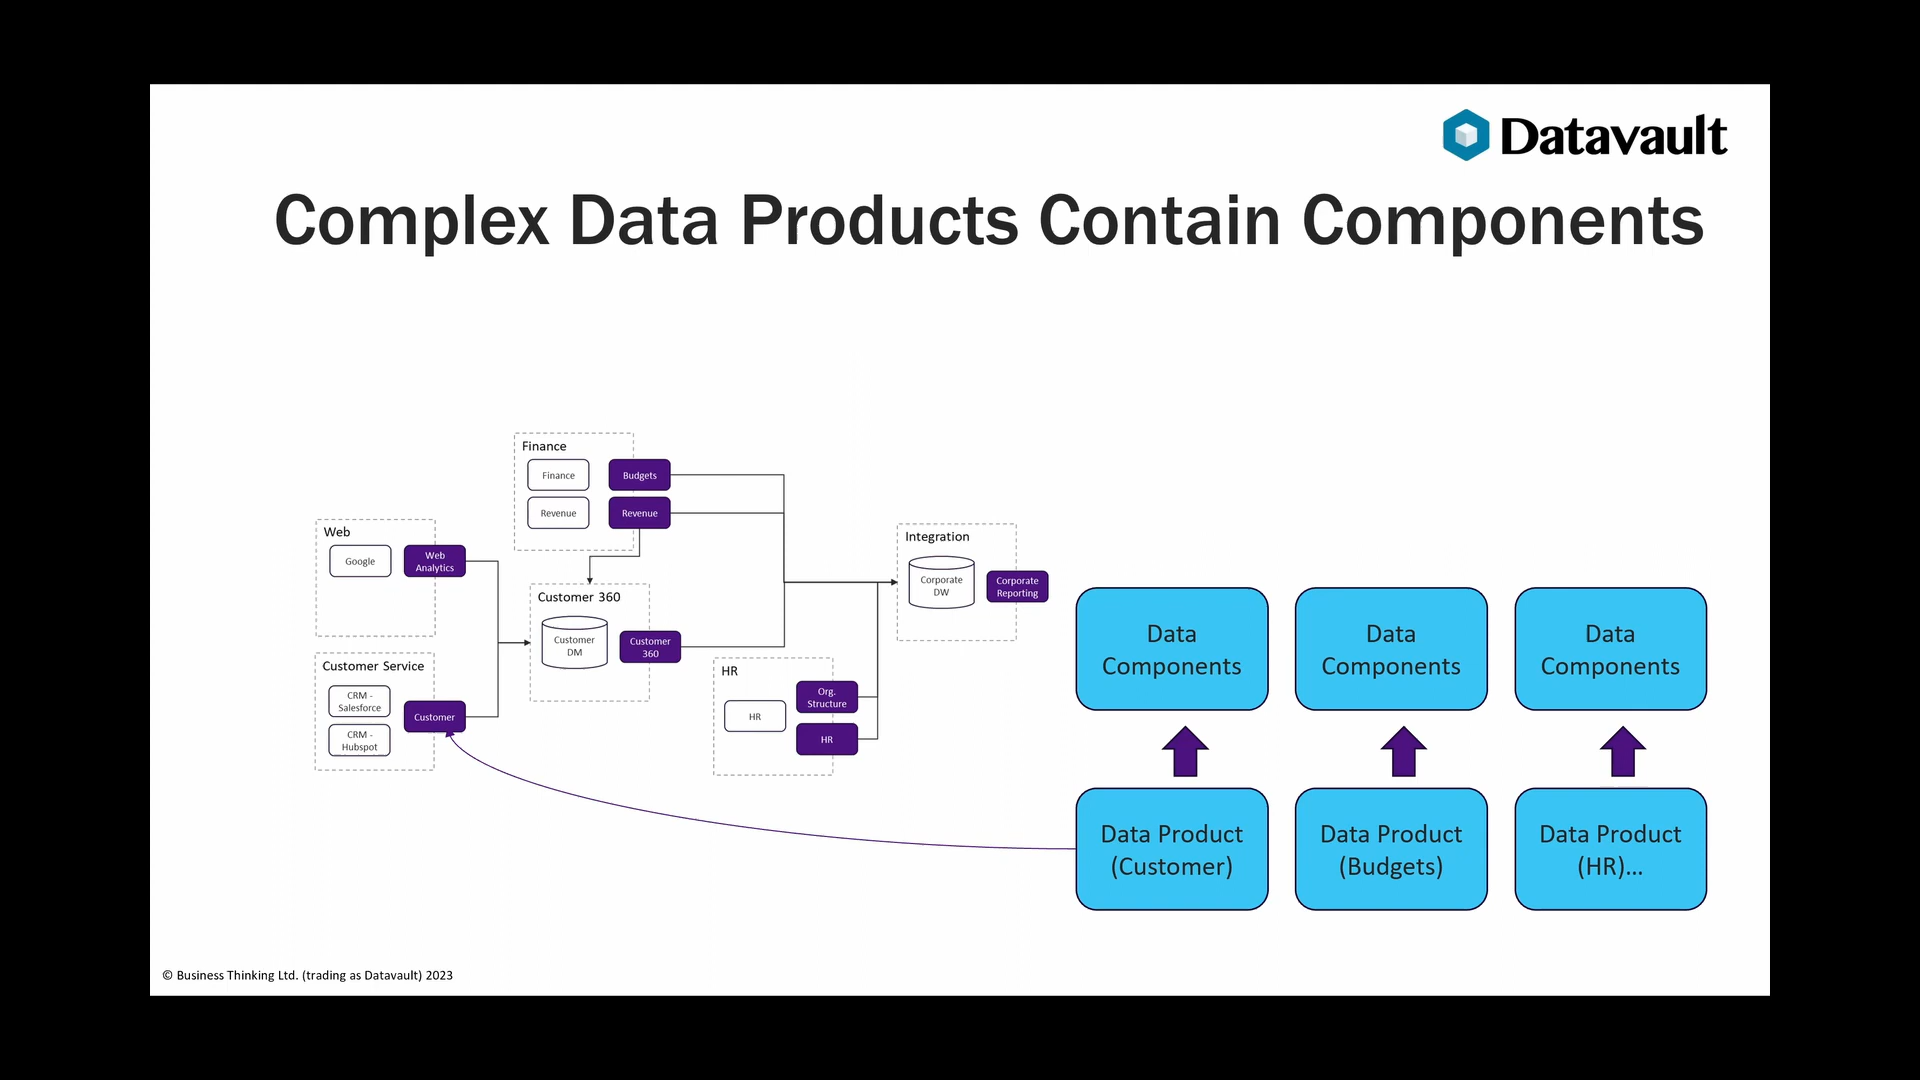 Datavault
Complex Data Products Contain Components
Finance
Finance
Budgets
Revenue
Revenue
Web
Google
Web
Analytics
Customer 360
Customer
DM
Customer
360
Customer Service
CRM -
Salesforce
CRM -
Hubspot
Customer
HR
HR
Org.
Structure
HR
Integration
Corporate
DW
Corporate
Reporting
Data
Components
Data
Components
Data
Components
Data Product
(Customer)
Data Product
(Budgets)
Data Product
(HR)...
© Business Thinking Ltd. (trading as Datavault) 2023